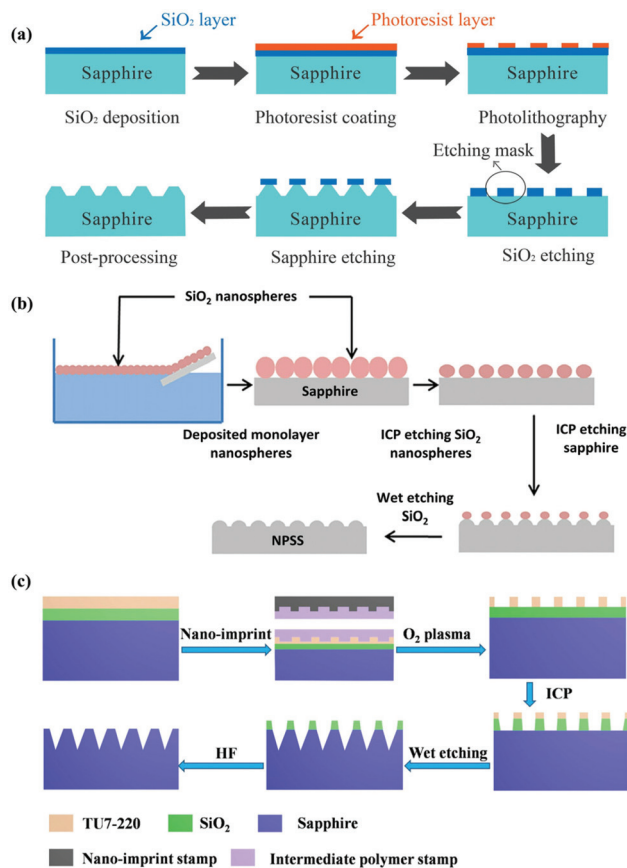 (a)
SiO₂ layer
Photoresist layer
Sapphire
Sapphire
Sapphire
SiO₂ deposition
Photoresist coating
Photolithography
Etching mask
Sapphire
Sapphire
Sapphire
Post-processing
Sapphire etching
SiO₂ etching
(b)
SiO₂ nanospheres
Sapphire
Deposited monolayer
nanospheres
ICP etching SiO₂
nanospheres
ICP etching
sapphire
Wet etching
SiO₂
NPSS
(c)
Nano-imprint
O₂ plasma
ICP
HF
Wet etching
TU7-220
SiO₂
Sapphire
Nano-imprint stamp
Intermediate polymer stamp